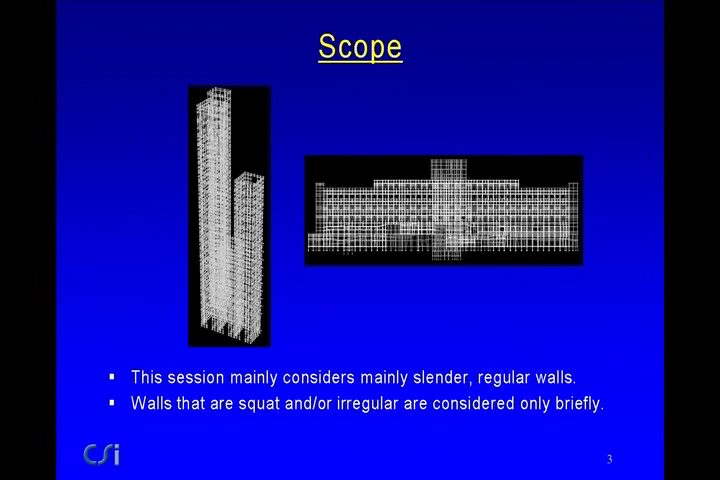 Scope
This session mainly considers mainly slender, regular walls.
Walls that are squat and/or irregular are considered only briefly.
CSi
3